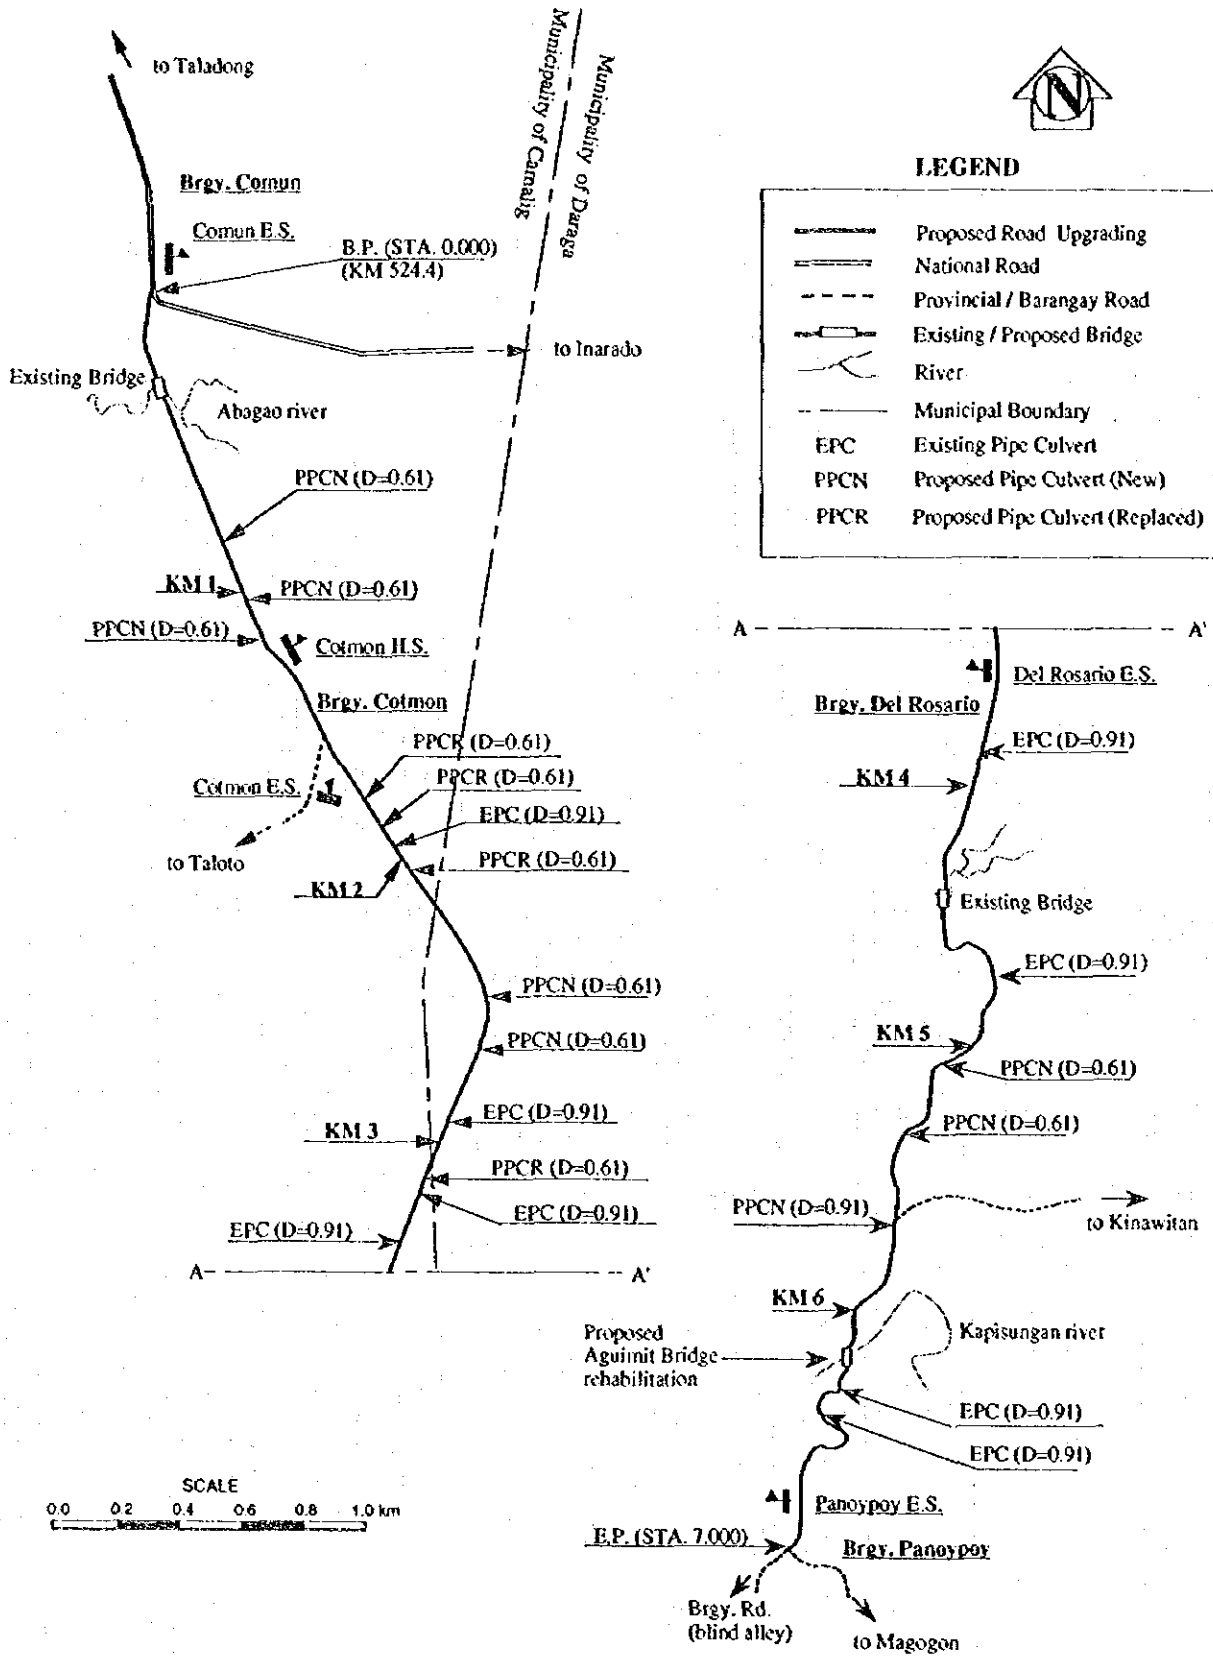 to Taladong
Municipality of Camalig
Municipality of Daraga
N
Brgy. Comun
Comun E.S.
B.P. (STA. 0.000)
(KM 524.4)
to Inarado
Existing Bridge
Abagao river
PPCN (D=0.61)
KM 1
PPCN (D=0.61)
PPCN (D=0.61)
Cotmon H.S.
Brgy. Cotmon
PPCR (D=0.61)
PPCR (D=0.61)
Cotmon E.S.
EPC (D=0.91)
to Taloto
PPCR (D=0.61)
KM 2
PPCN (D=0.61)
PPCN (D=0.61)
EPC (D=0.91)
KM 3
PPCR (D=0.61)
EPC (D=0.91)
EPC (D=0.91)
A
A'
SCALE
0.0 0.2 0.4 0.6 0.8 1.0 km
LEGEND
Proposed Road Upgrading
National Road
Provincial / Barangay Road
Existing / Proposed Bridge
River
Municipal Boundary
EPC Existing Pipe Culvert
PPCN Proposed Pipe Culvert (New)
PPCR Proposed Pipe Culvert (Replaced)
A
A'
Del Rosario E.S.
Brgy. Del Rosario
EPC (D=0.91)
KM 4
Existing Bridge
EPC (D=0.91)
KM 5
PPCN (D=0.61)
PPCN (D=0.61)
PPCN (D=0.91)
to Kinawitan
KM 6
Proposed
Aguimit Bridge
rehabilitation
Kapisungan river
EPC (D=0.91)
EPC (D=0.91)
Panoypoy E.S.
E.P. (STA. 7.000)
Brgy. Panoypoy
Brgy. Rd.
(blind alley)
to Magogon